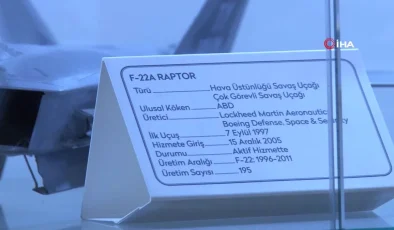 İHA
F-22A RAPTOR
Türü..............Hava Üstünlüğü Savaş Uçağı
Çok Görevli Savaş Uçağı
Ulusal Köken.......ABD
Üretici..............Lockheed Martin Aeronautics
Boeing Defense, Space & Security
İlk Uçuş..............7 Eylül 1997
Hizmete Giriş.......15 Aralık 2005
Durumu..............Aktif Hizmette
Üretim Aralığı.......F-22: 1996-2011
Üretim Sayısı.......195